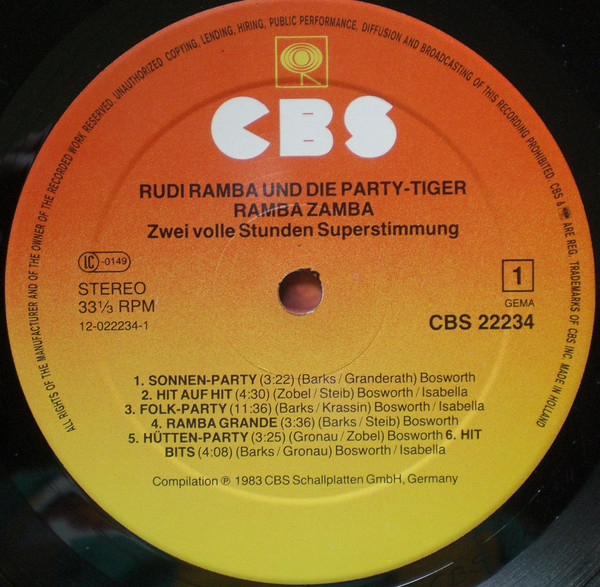 ALL RIGHTS OF THE MANUFACTURER AND OF THE OWNER OF THE RECORDED WORK RESERVED. UNAUTHORIZED COPYING, LENDING, HIRING, PUBLIC PERFORMANCE, DIFFUSION AND BROADCASTING OF THIS RECORDING PROHIBITED. CBS & ARE REG. TRADEMARKS OF CBS INC. MADE IN HOLLAND
CBS
RUDI RAMBA UND DIE PARTY-TIGER
RAMBA ZAMBA
Zwei volle Stunden Superstimmung
LC-0149
STEREO
33⅓ RPM
12-022234-1
1
GEMA
CBS 22234
1. SONNEN-PARTY (3:22) (Barks/Granderath) Bosworth
2. HIT AUF HIT (4:30) (Zobel/Steib) Bosworth/Isabella
3. FOLK-PARTY (11:36) (Barks/Krassin) Bosworth/Isabella
4. RAMBA GRANDE (3:36) (Barks/Steib) Bosworth
5. HÜTTEN-PARTY (3:25) (Gronau/Zobel) Bosworth 6. HIT
BITS (4:08) (Barks/Gronau) Bosworth/Isabella
Compilation ℗ 1983 CBS Schallplatten GmbH, Germany